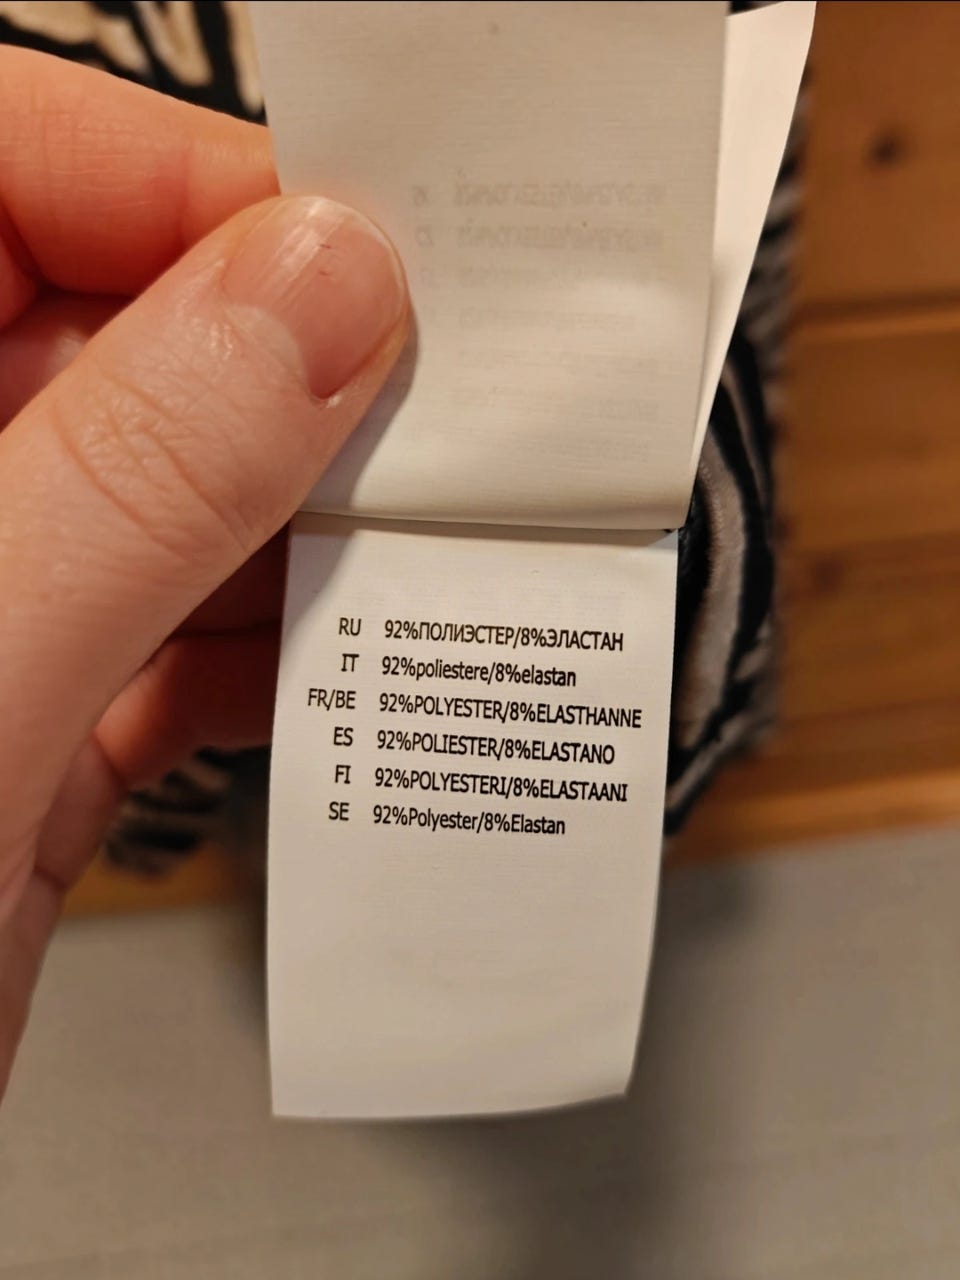 RU 92%ПОЛИЭСТЕР/8%ЭЛАСТАН
IT 92%poliestere/8%elastan
FR/BE 92%POLYESTER/8%ELASTHANNE
ES 92%POLIESTER/8%ELASTANO
FI 92%POLYESTERI/8%ELASTAANI
SE 92%Polyester/8%Elastan